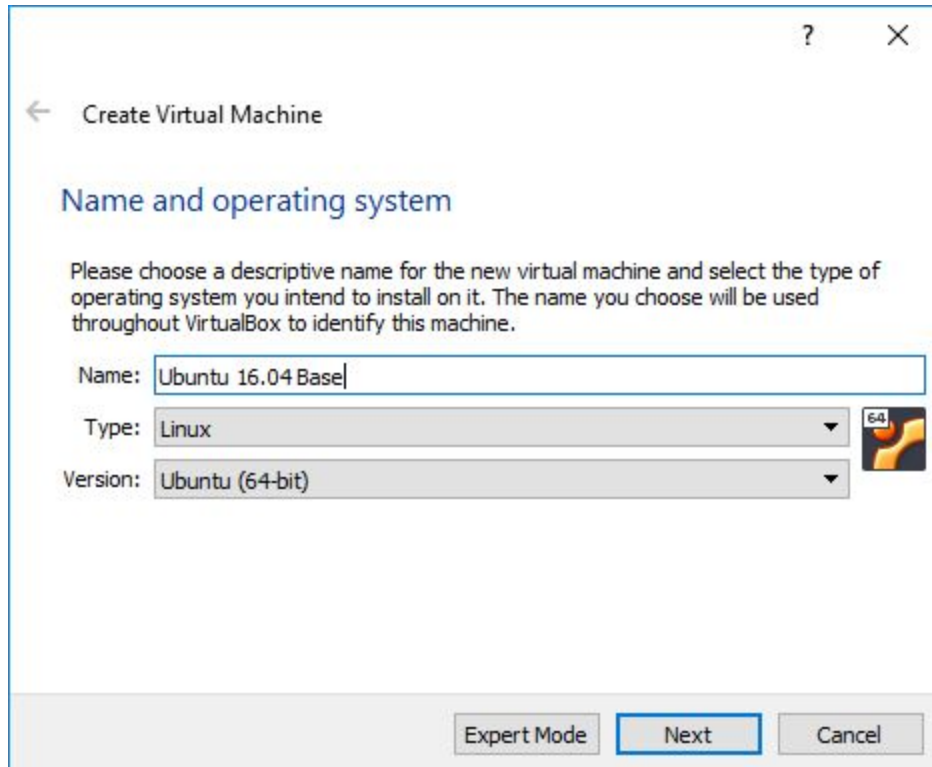 ?
Create Virtual Machine
Name and operating system
Please choose a descriptive name for the new virtual machine and select the type of
operating system you intend to install on it. The name you choose will be used
throughout VirtualBox to identify this machine.
Name: Ubuntu 16.04 Base
Type: Linux
64
Version: Ubuntu (64-bit)
Expert Mode Next Cancel